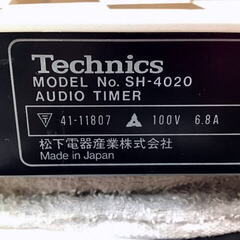 Technics
MODEL No. SH-4020
AUDIO TIMER
41-11807 100V 6.8A
松下電器産業株式会社
Made in Japan